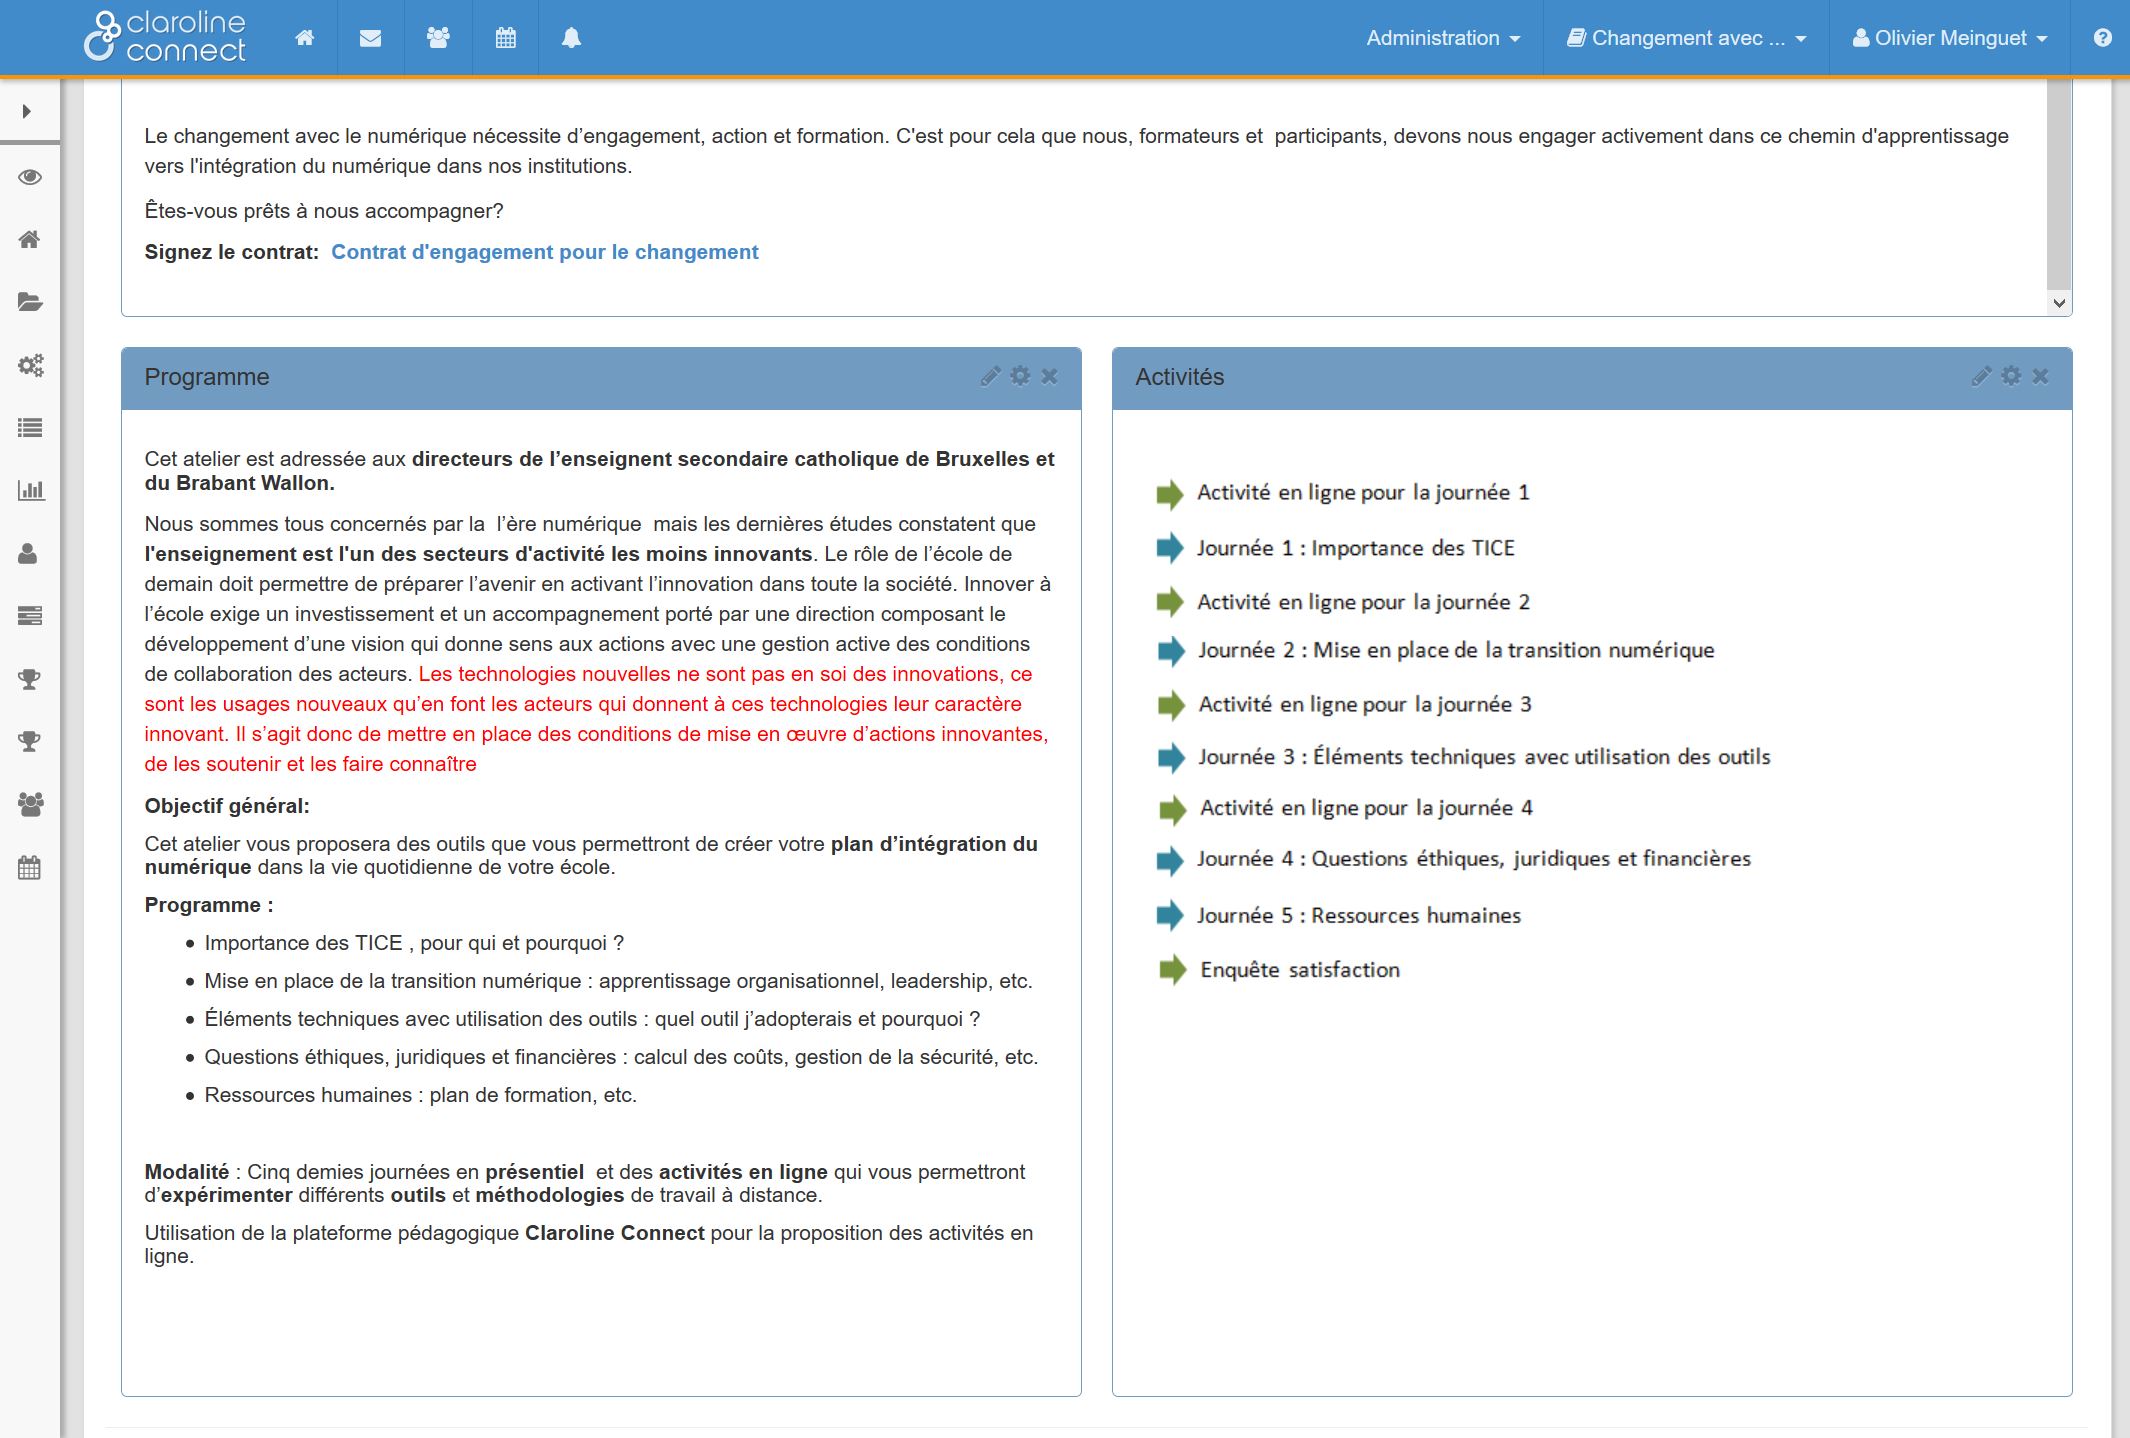 claroline
connect
Administration
Changement avec ...
Olivier Meinguet
Le changement avec le numérique nécessite d’engagement, action et formation. C'est pour cela que nous, formateurs et  participants, devons nous engager activement dans ce chemin d'apprentissage
vers l'intégration du numérique dans nos institutions.
Êtes-vous prêts à nous accompagner?
Signez le contrat:  Contrat d'engagement pour le changement
Programme
Cet atelier est adressée aux directeurs de l’enseignent secondaire catholique de Bruxelles et
du Brabant Wallon.
Nous sommes tous concernés par la  l’ère numérique  mais les dernières études constatent que
l'enseignement est l'un des secteurs d'activité les moins innovants. Le rôle de l’école de
demain doit permettre de préparer l’avenir en activant l’innovation dans toute la société. Innover à
l’école exige un investissement et un accompagnement porté par une direction composant le
développement d’une vision qui donne sens aux actions avec une gestion active des conditions
de collaboration des acteurs. Les technologies nouvelles ne sont pas en soi des innovations, ce
sont les usages nouveaux qu’en font les acteurs qui donnent à ces technologies leur caractère
innovant. Il s’agit donc de mettre en place des conditions de mise en œuvre d’actions innovantes,
de les soutenir et les faire connaître
Objectif général:
Cet atelier vous proposera des outils que vous permettront de créer votre plan d’intégration du
numérique dans la vie quotidienne de votre école.
Programme :
Importance des TICE , pour qui et pourquoi ?
Mise en place de la transition numérique : apprentissage organisationnel, leadership, etc.
Éléments techniques avec utilisation des outils : quel outil j’adopterais et pourquoi ?
Questions éthiques, juridiques et financières : calcul des coûts, gestion de la sécurité, etc.
Ressources humaines : plan de formation, etc.
Modalité : Cinq demies journées en présentiel  et des activités en ligne qui vous permettront
d’expérimenter différents outils et méthodologies de travail à distance.
Utilisation de la plateforme pédagogique Claroline Connect pour la proposition des activités en
ligne.
Activités
Activité en ligne pour la journée 1
Journée 1 : Importance des TICE
Activité en ligne pour la journée 2
Journée 2 : Mise en place de la transition numérique
Activité en ligne pour la journée 3
Journée 3 : Éléments techniques avec utilisation des outils
Activité en ligne pour la journée 4
Journée 4 : Questions éthiques, juridiques et financières
Journée 5 : Ressources humaines
Enquête satisfaction